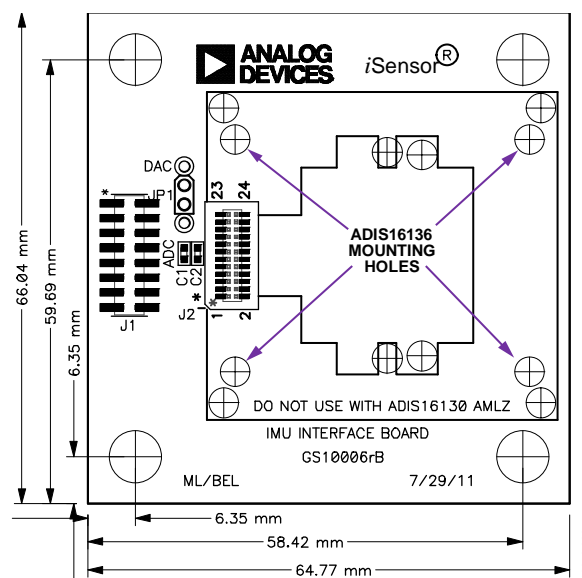 ANALOG
DEVICES
iSensor®
DAC
JP1
23 24
*
ADC
C1
C2
*
*
J2
1 2
J1
ADIS16136
MOUNTING
HOLES
66.04 mm
59.69 mm
6.35 mm
DO NOT USE WITH ADIS16130 AMLZ
IMU INTERFACE BOARD
GS10006rB
ML/BEL 7/29/11
6.35 mm
58.42 mm
64.77 mm